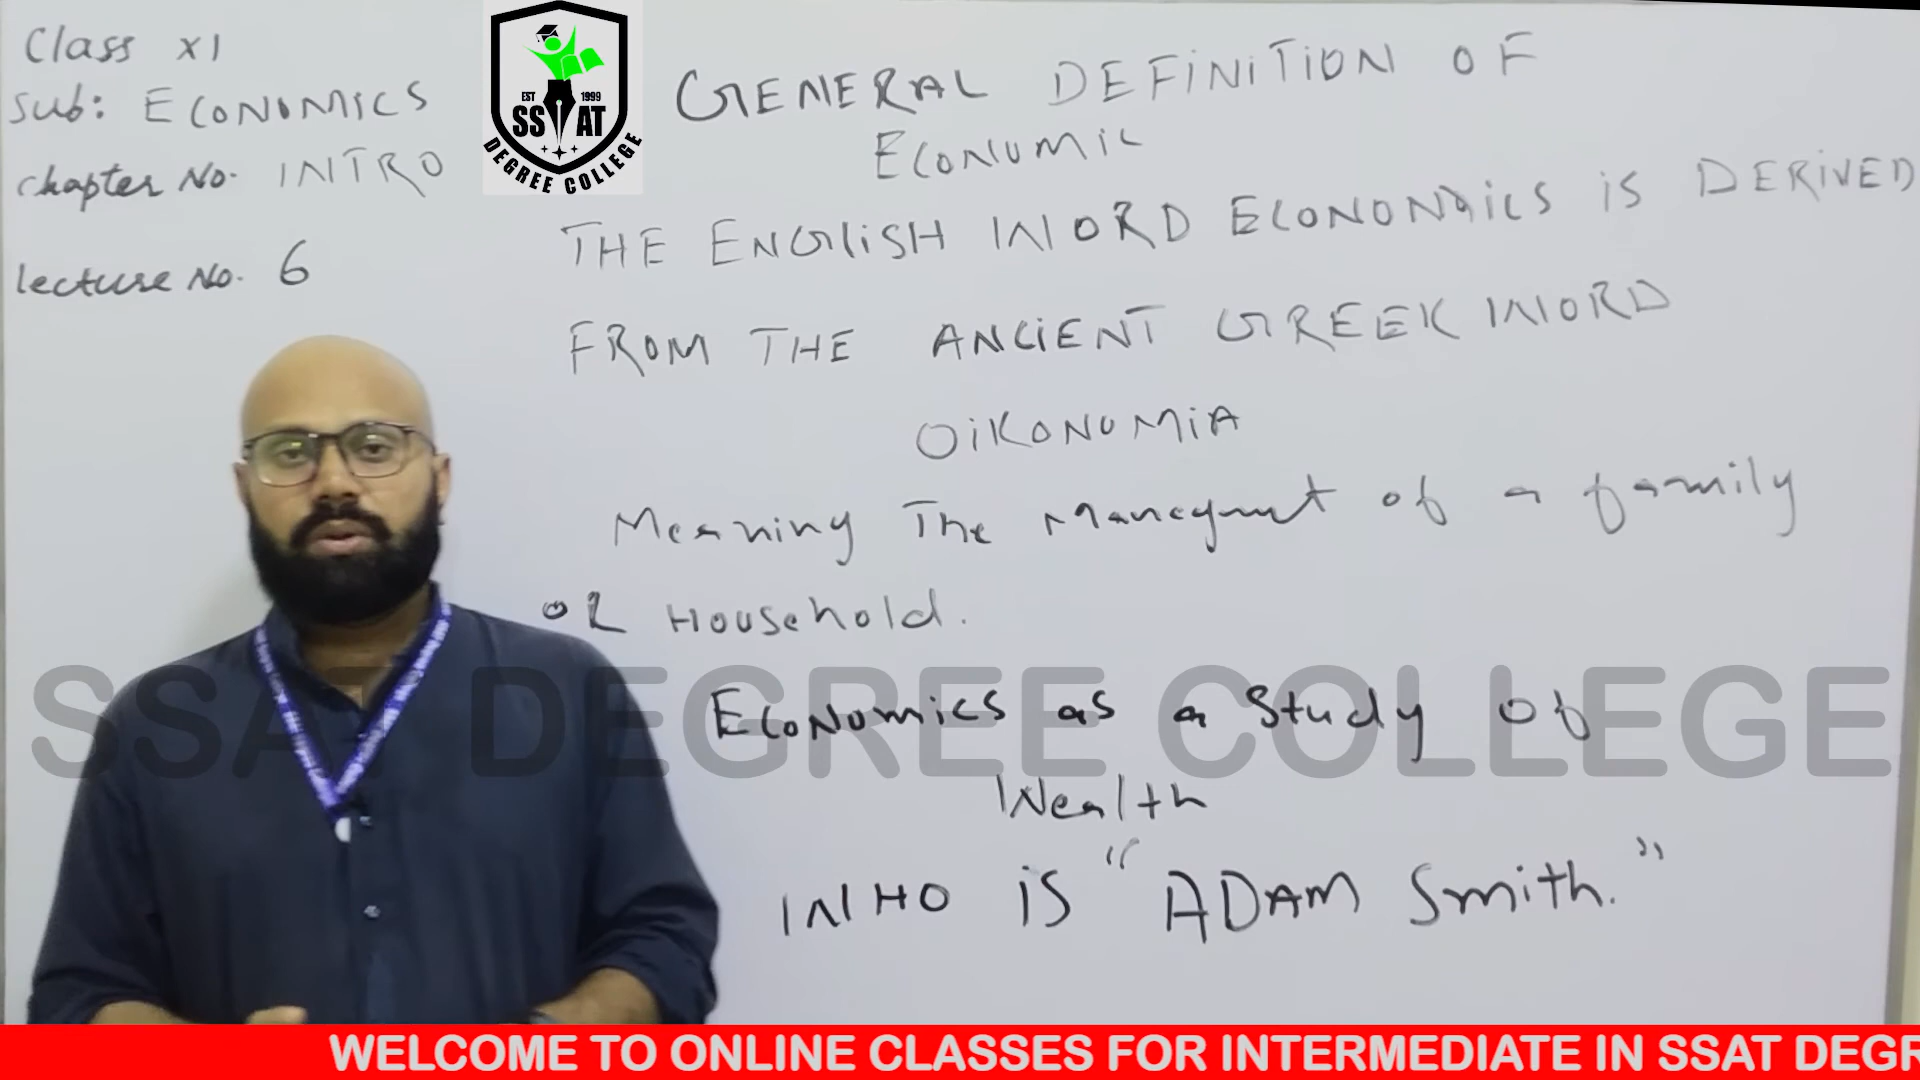 Class XI
Sub: ECONOMICS
Chapter No. INTRO
lecture No. 6
EST 1999
SSAT
DEGREE COLLEGE
GENERAL DEFINITION OF
ECONOMIC
THE ENGLISH WORD ECONOMICS IS DERIVED
FROM THE ANCIENT GREEK WORD
OIKONOMIA
Meaning The Managment of a family
OR Household.
Economics as a Study of
Wealth
WHO is "ADAM Smith."
SSAT DEGREE COLLEGE
WELCOME TO ONLINE CLASSES FOR INTERMEDIATE IN SSAT DEGR